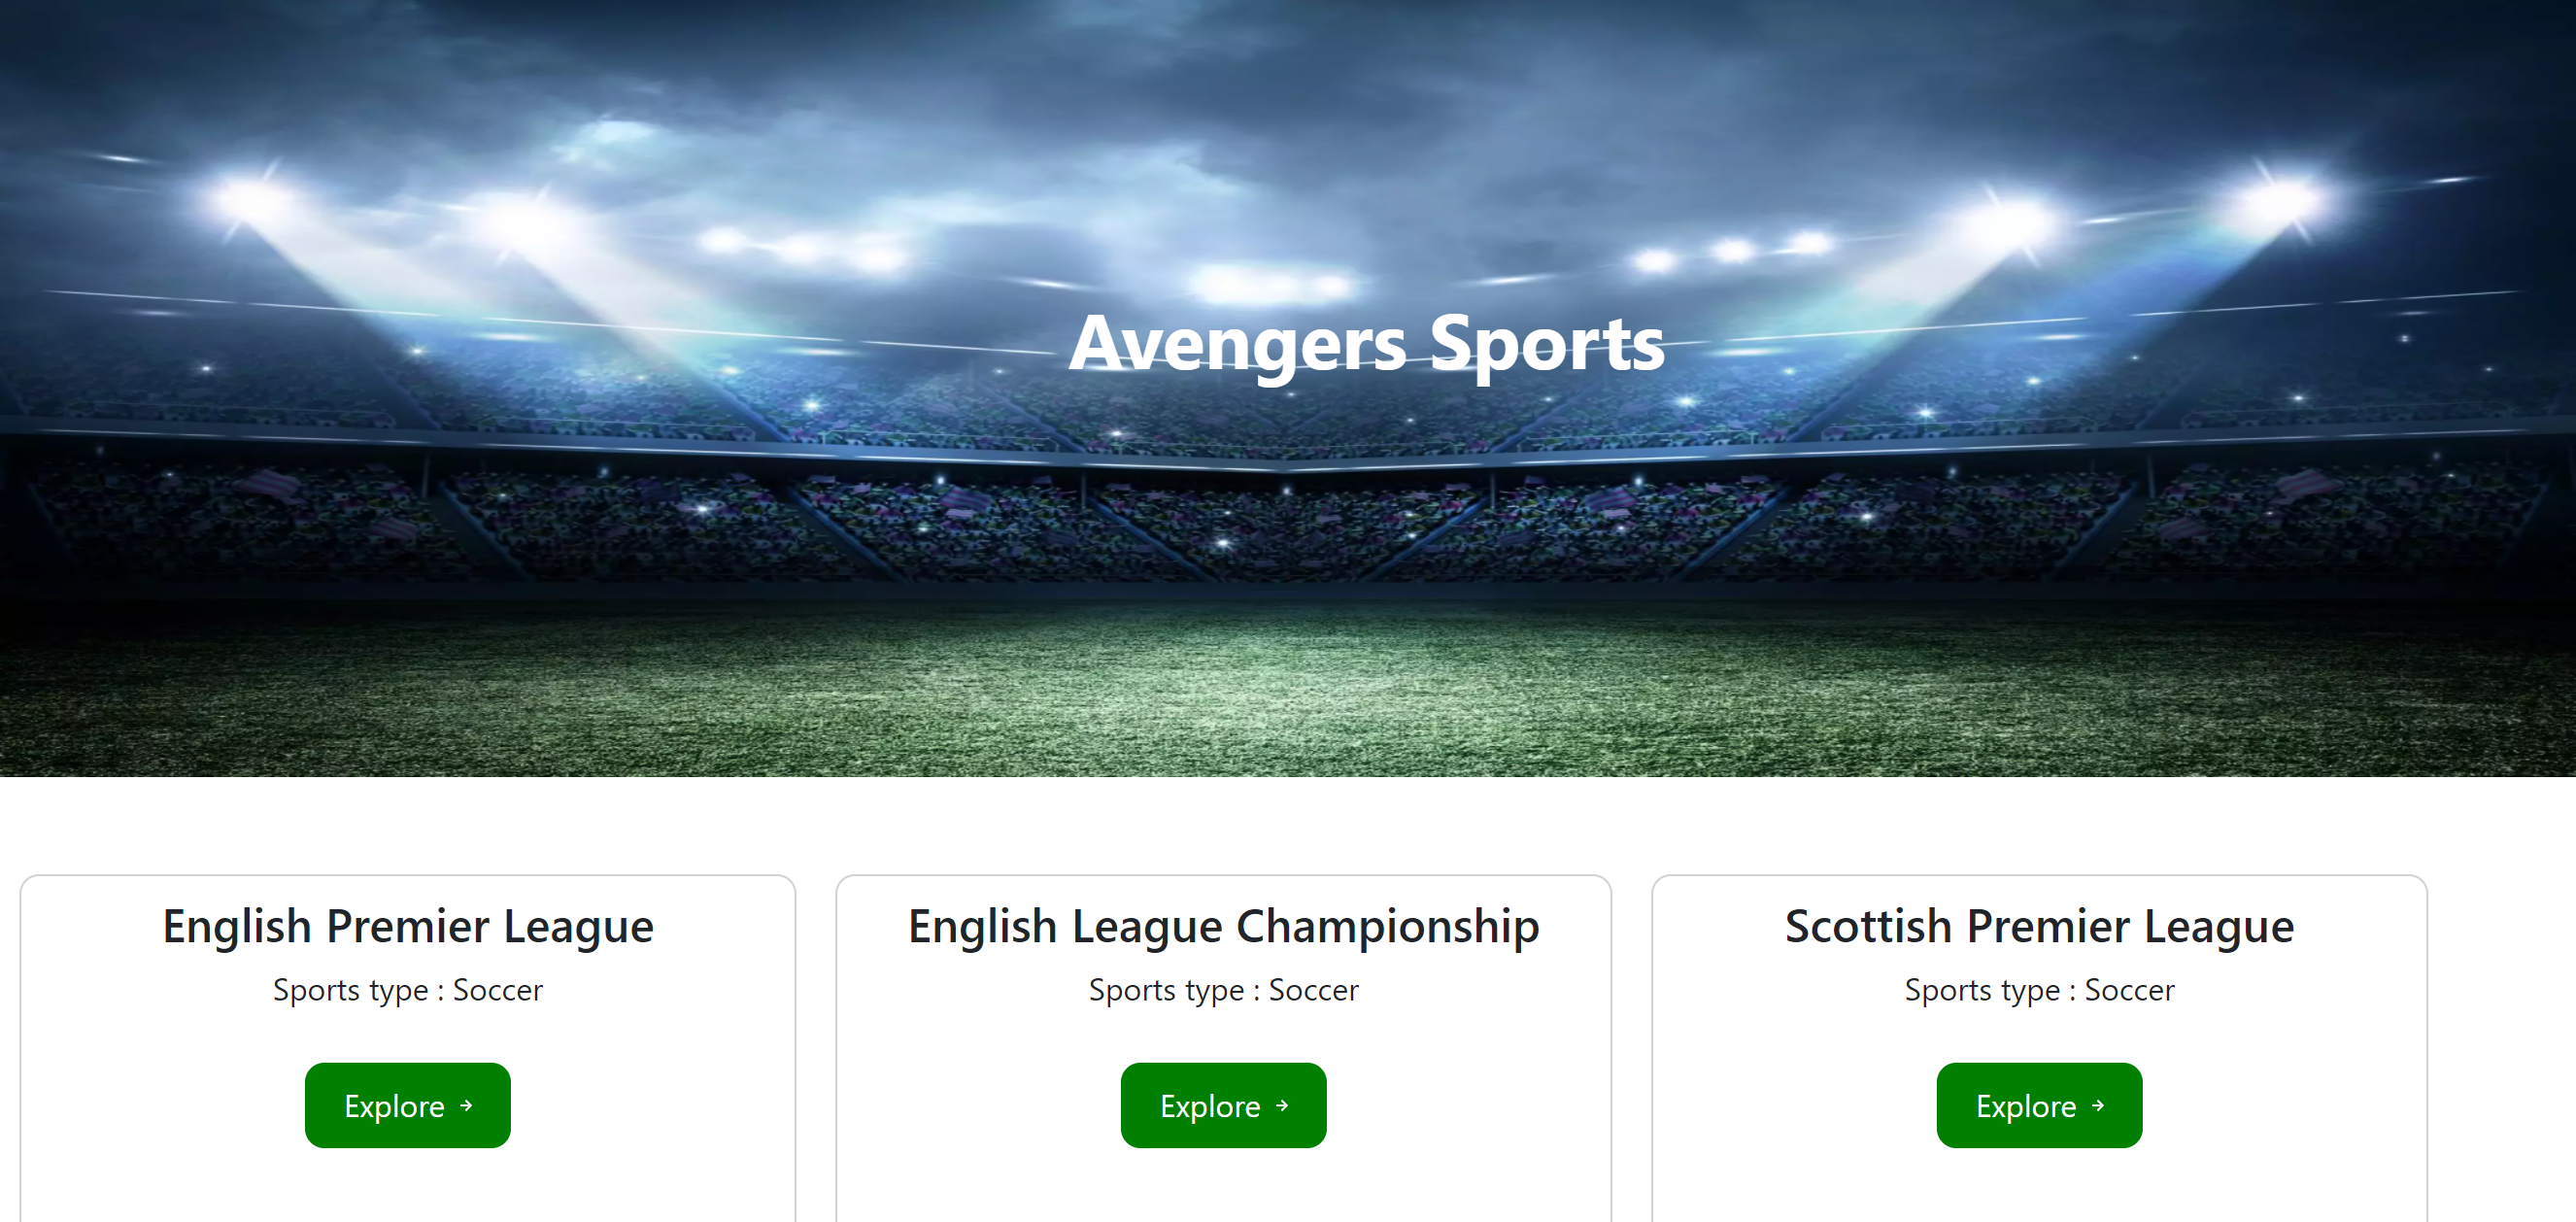 Avengers Sports
English Premier League
Sports type : Soccer
Explore →
English League Championship
Sports type : Soccer
Explore →
Scottish Premier League
Sports type : Soccer
Explore →